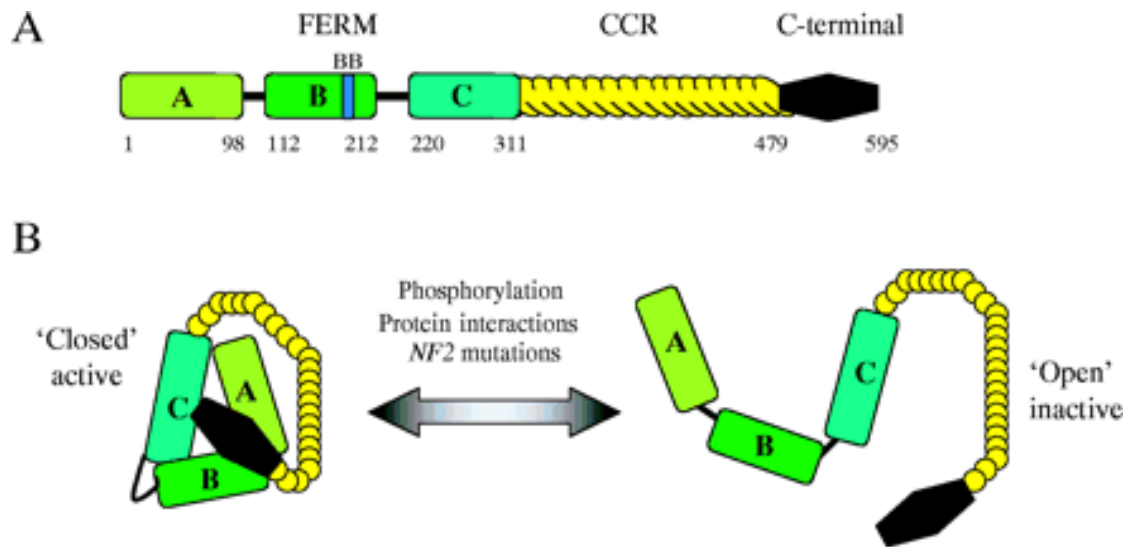 A
FERM CCR C-terminal
BB
A B C
1 98 112 212 220 311 479 595
B
'Closed'
active
C A
B
Phosphorylation
Protein interactions
NF2 mutations
A C
B
'Open'
inactive